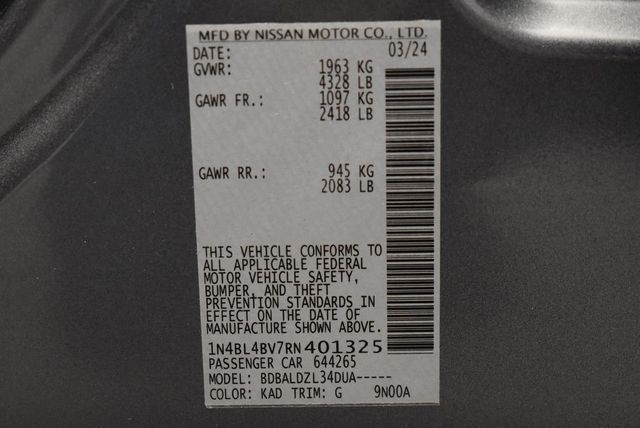 MFD BY NISSAN MOTOR CO., LTD.
DATE: 03/24
GVWR: 1963 KG
4328 LB
GAWR FR.: 1097 KG
2418 LB
GAWR RR.: 945 KG
2083 LB
THIS VEHICLE CONFORMS TO
ALL APPLICABLE FEDERAL
MOTOR VEHICLE SAFETY,
BUMPER, AND THEFT
PREVENTION STANDARDS IN
EFFECT ON THE DATE OF
MANUFACTURE SHOWN ABOVE.
1N4BL4BV7RN401325
PASSENGER CAR 644265
MODEL: BDBALDZL34DUA-----
COLOR: KAD TRIM: G 9N00A